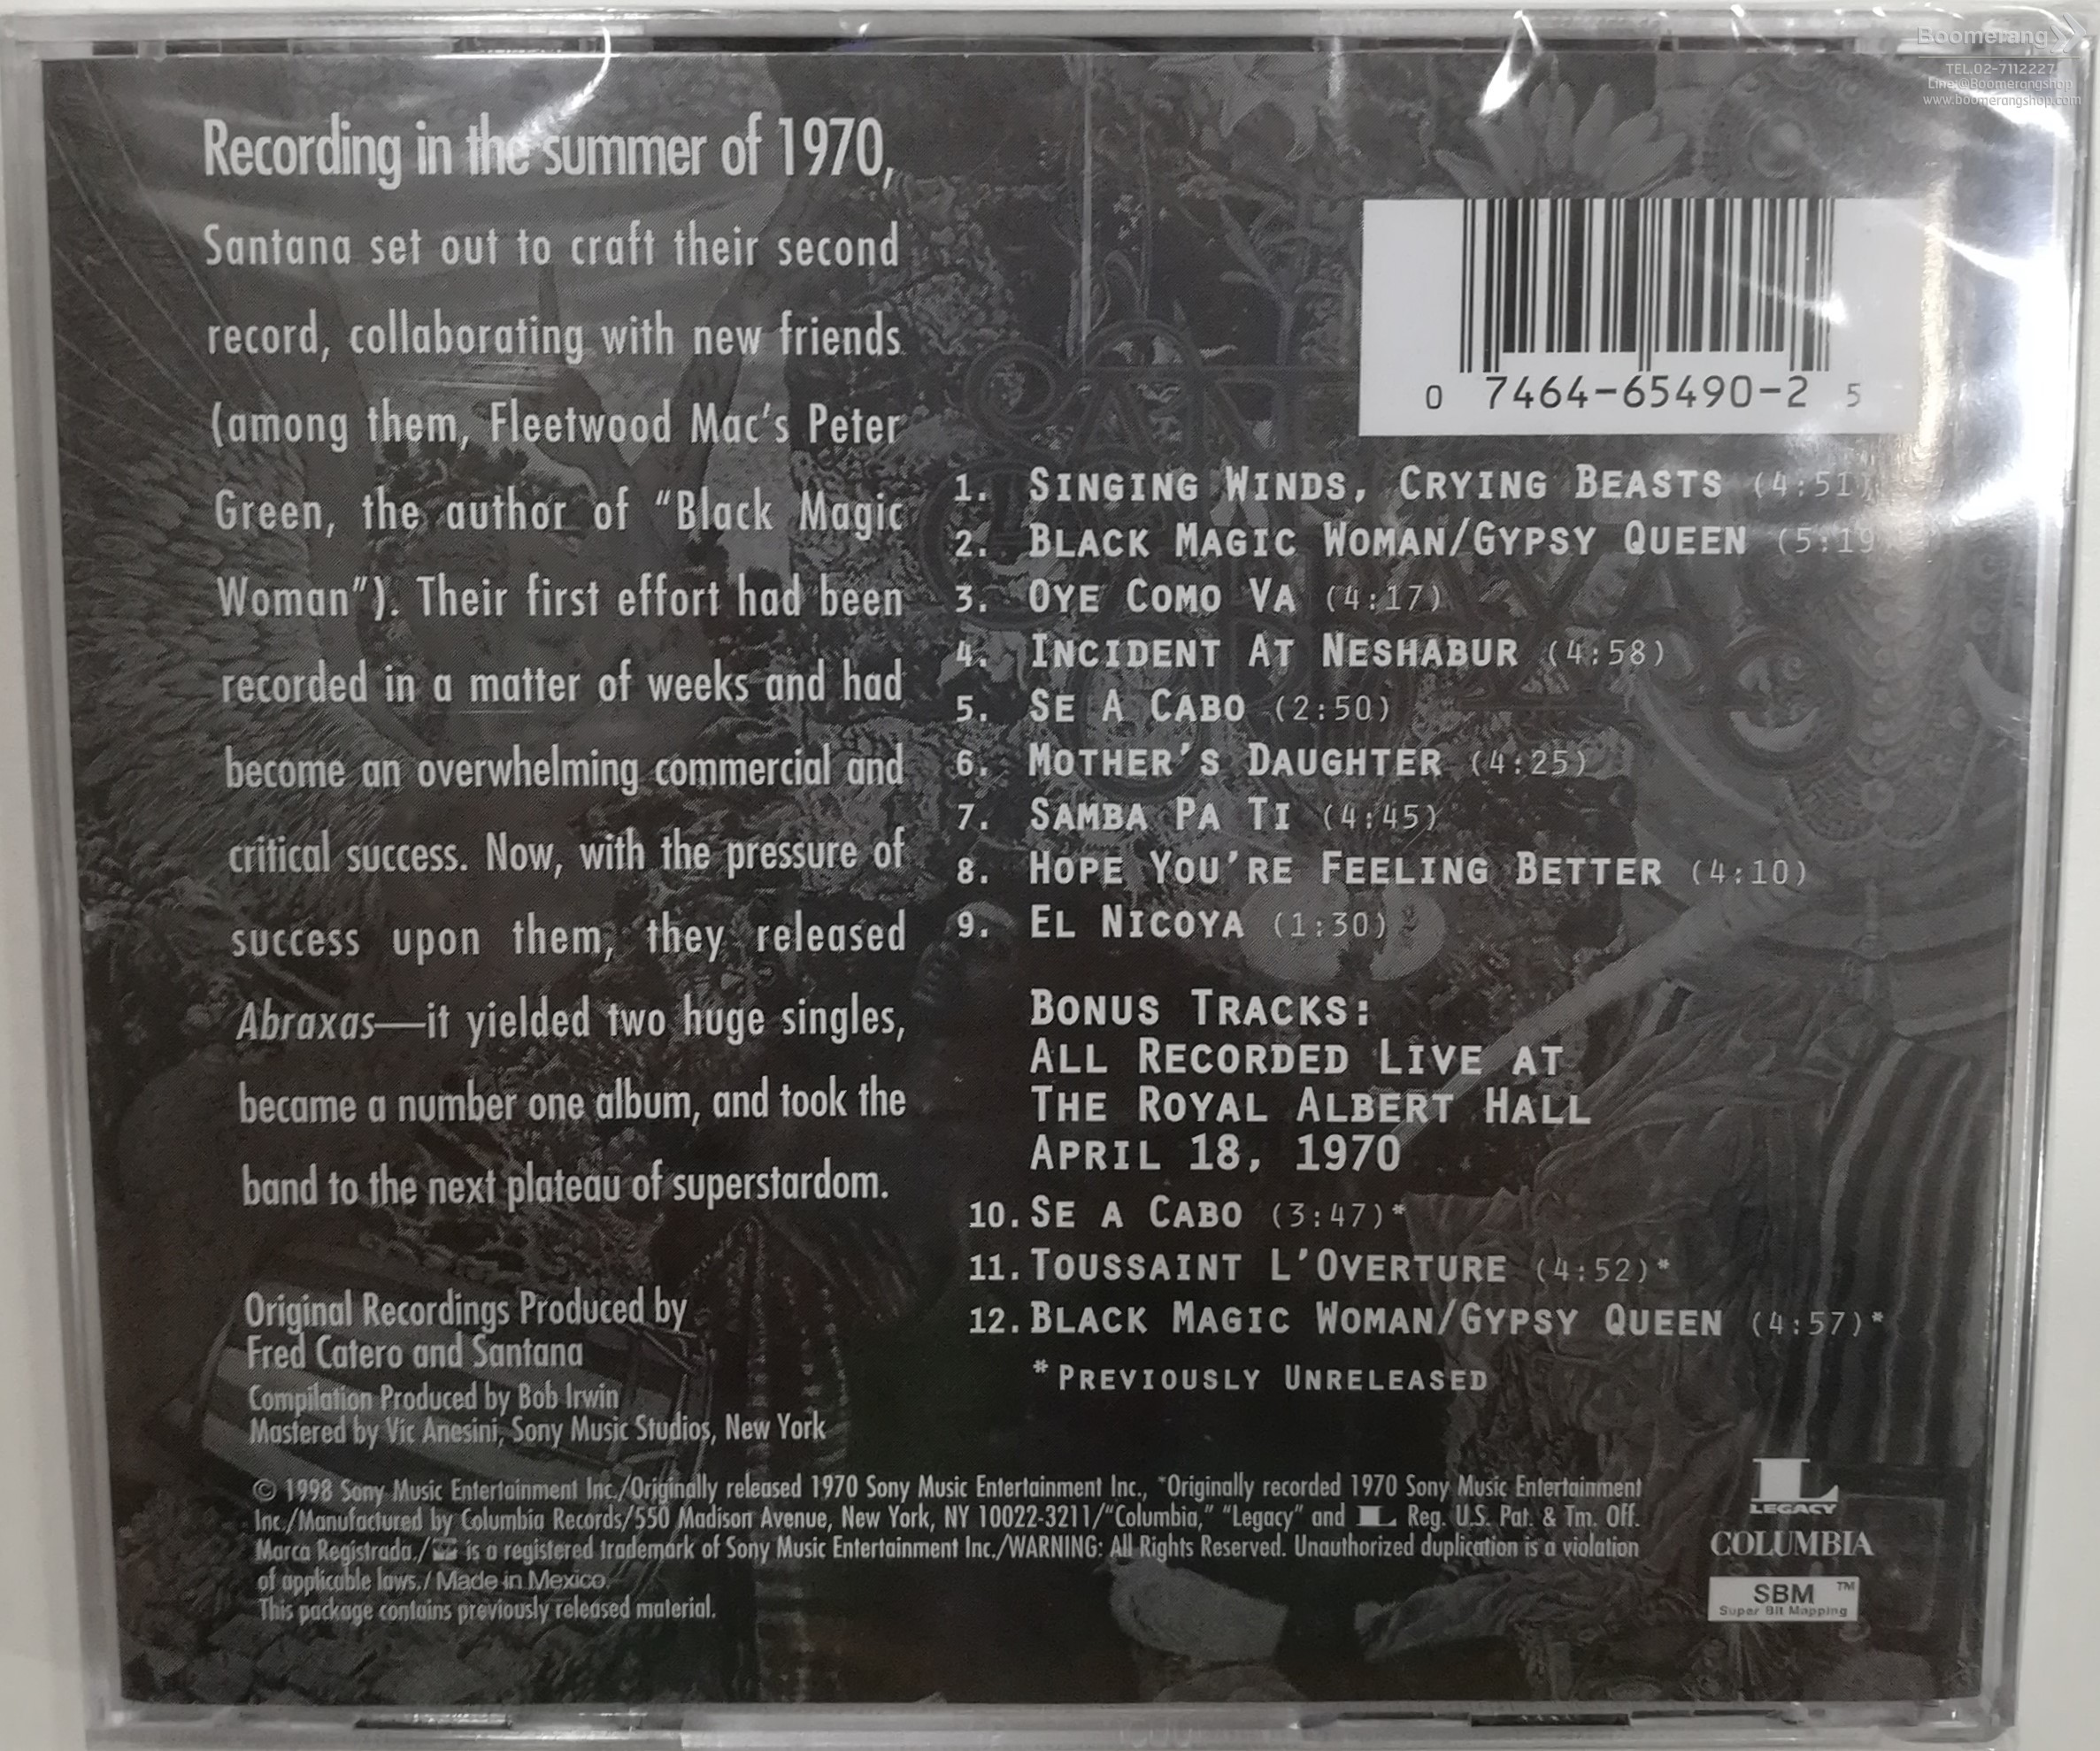 Boomerang
TEL.02-7112227
Line:@Boomerangshop
www.boomerangshop.com
Recording in the summer of 1970,
Santana set out to craft their second
record, collaborating with new friends
(among them, Fleetwood Mac's Peter
Green, the author of "Black Magic
Woman"). Their first effort had been
recorded in a matter of weeks and had
become an overwhelming commercial and
critical success. Now, with the pressure of
success upon them, they released
Abraxas—it yielded two huge singles,
became a number one album, and took the
band to the next plateau of superstardom.
Original Recordings Produced by
Fred Catero and Santana
Compilation Produced by Bob Irwin
Mastered by Vic Anesini, Sony Music Studios, New York
0 7464-65490-2 5
1. SINGING WINDS, CRYING BEASTS (4:51)
2. BLACK MAGIC WOMAN/GYPSY QUEEN (5:19
3. OYE COMO VA (4:17)
4. INCIDENT AT NESHABUR (4:58)
5. SE A CABO (2:50)
6. MOTHER'S DAUGHTER (4:25)
7. SAMBA PA TI (4:45)
8. HOPE YOU'RE FEELING BETTER (4:10)
9. EL NICOYA (1:30)
BONUS TRACKS:
ALL RECORDED LIVE AT
THE ROYAL ALBERT HALL
APRIL 18, 1970
10. SE A CABO (3:47)*
11. TOUSSAINT L'OVERTURE (4:52)*
12. BLACK MAGIC WOMAN/GYPSY QUEEN (4:57)*
* PREVIOUSLY UNRELEASED
© 1998 Sony Music Entertainment Inc./Originally released 1970 Sony Music Entertainment Inc., *Originally recorded 1970 Sony Music Entertainment
Inc./Manufactured by Columbia Records/550 Madison Avenue, New York, NY 10022-3211/"Columbia," "Legacy" and L Reg. U.S. Pat. & Tm. Off.
Marca Registrada./ is a registered trademark of Sony Music Entertainment Inc./WARNING: All Rights Reserved. Unauthorized duplication is a violation
of applicable laws./ Made in Mexico.
This package contains previously released material.
L
LEGACY
COLUMBIA
SBM TM
Super Bit Mapping